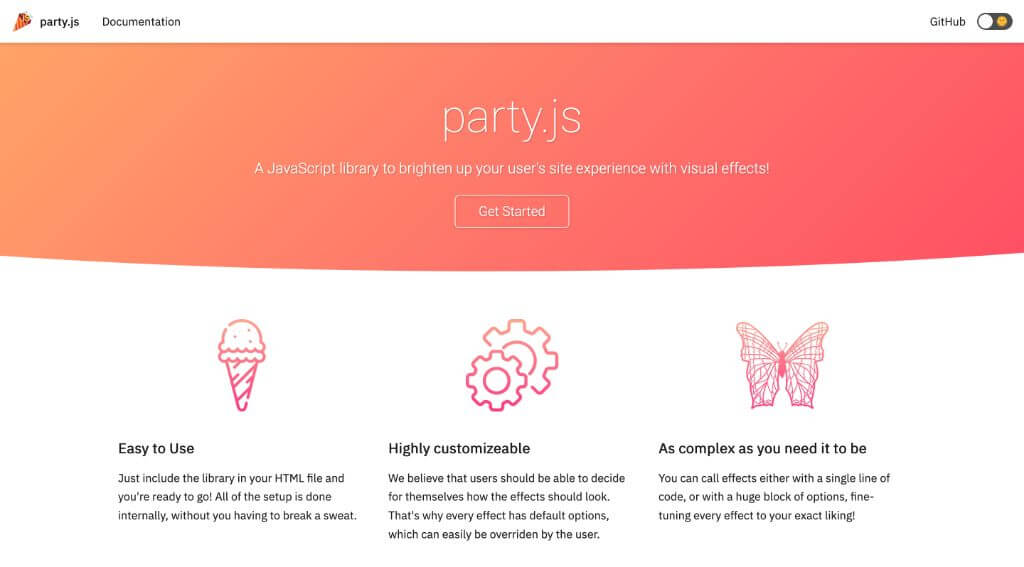 party.js
Documentation
GitHub
party.js
A JavaScript library to brighten up your user's site experience with visual effects!
Get Started
Easy to Use
Just include the library in your HTML file and
you're ready to go! All of the setup is done
internally, without you having to break a sweat.
Highly customizeable
We believe that users should be able to decide
for themselves how the effects should look.
That's why every effect has default options,
which can easily be overriden by the user.
As complex as you need it to be
You can call effects either with a single line of
code, or with a huge block of options, fine-
tuning every effect to your exact liking!